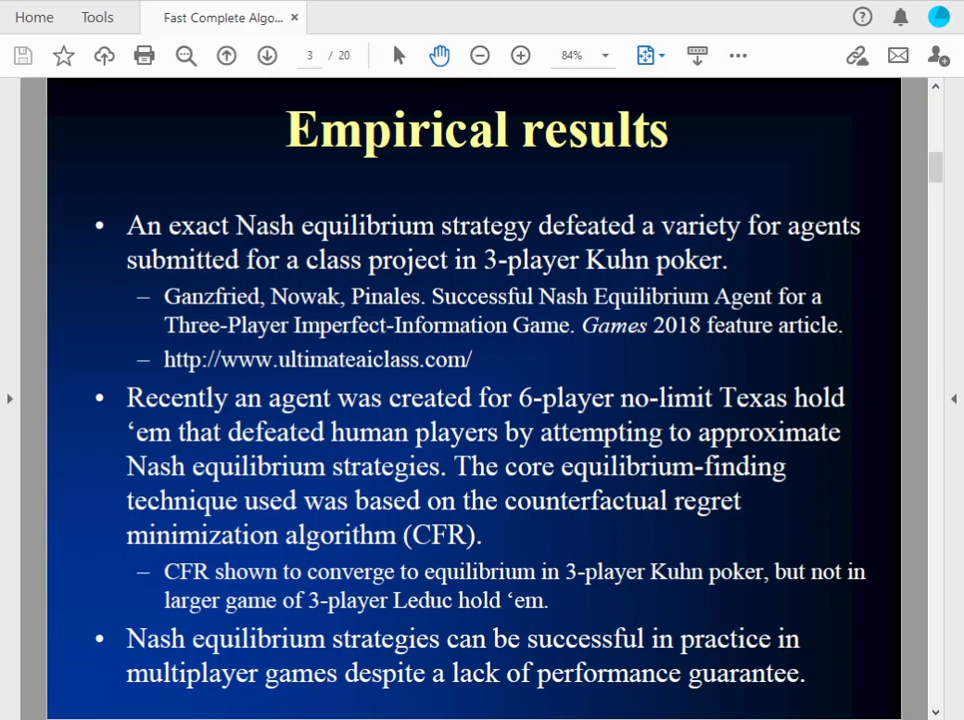 Home Tools Fast Complete Algo... ×
3 / 20 84%
Empirical results
• An exact Nash equilibrium strategy defeated a variety for agents
submitted for a class project in 3-player Kuhn poker.
– Ganzfried, Nowak, Pinales. Successful Nash Equilibrium Agent for a
Three-Player Imperfect-Information Game. Games 2018 feature article.
– http://www.ultimateaiclass.com/
• Recently an agent was created for 6-player no-limit Texas hold
‘em that defeated human players by attempting to approximate
Nash equilibrium strategies. The core equilibrium-finding
technique used was based on the counterfactual regret
minimization algorithm (CFR).
– CFR shown to converge to equilibrium in 3-player Kuhn poker, but not in
larger game of 3-player Leduc hold ‘em.
• Nash equilibrium strategies can be successful in practice in
multiplayer games despite a lack of performance guarantee.